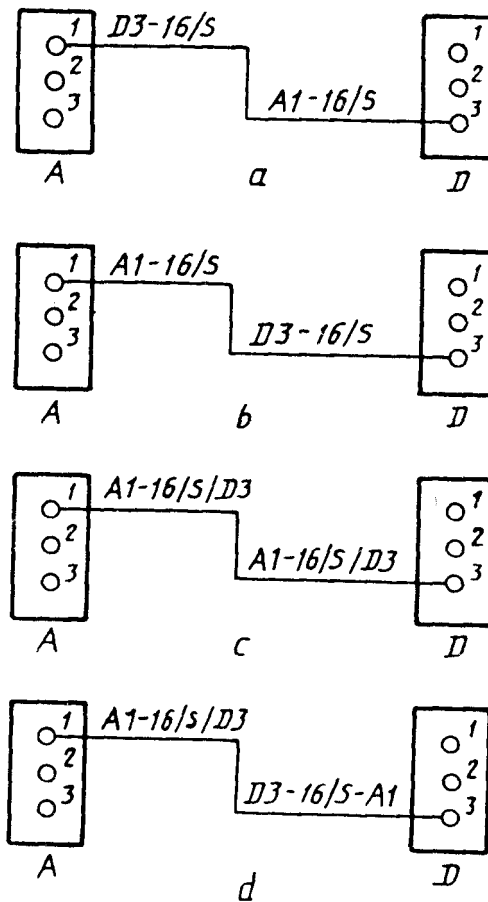 1 D3-16/S 1
2 2
3 A1-16/S 3
A a D
1 A1-16/S 1
2 2
3 D3-16/S 3
A b D
1 A1-16/S/D3 1
2 2
3 A1-16/S/D3 3
A c D
1 A1-16/S/D3 1
2 2
3 D3-16/S-A1 3
A d D